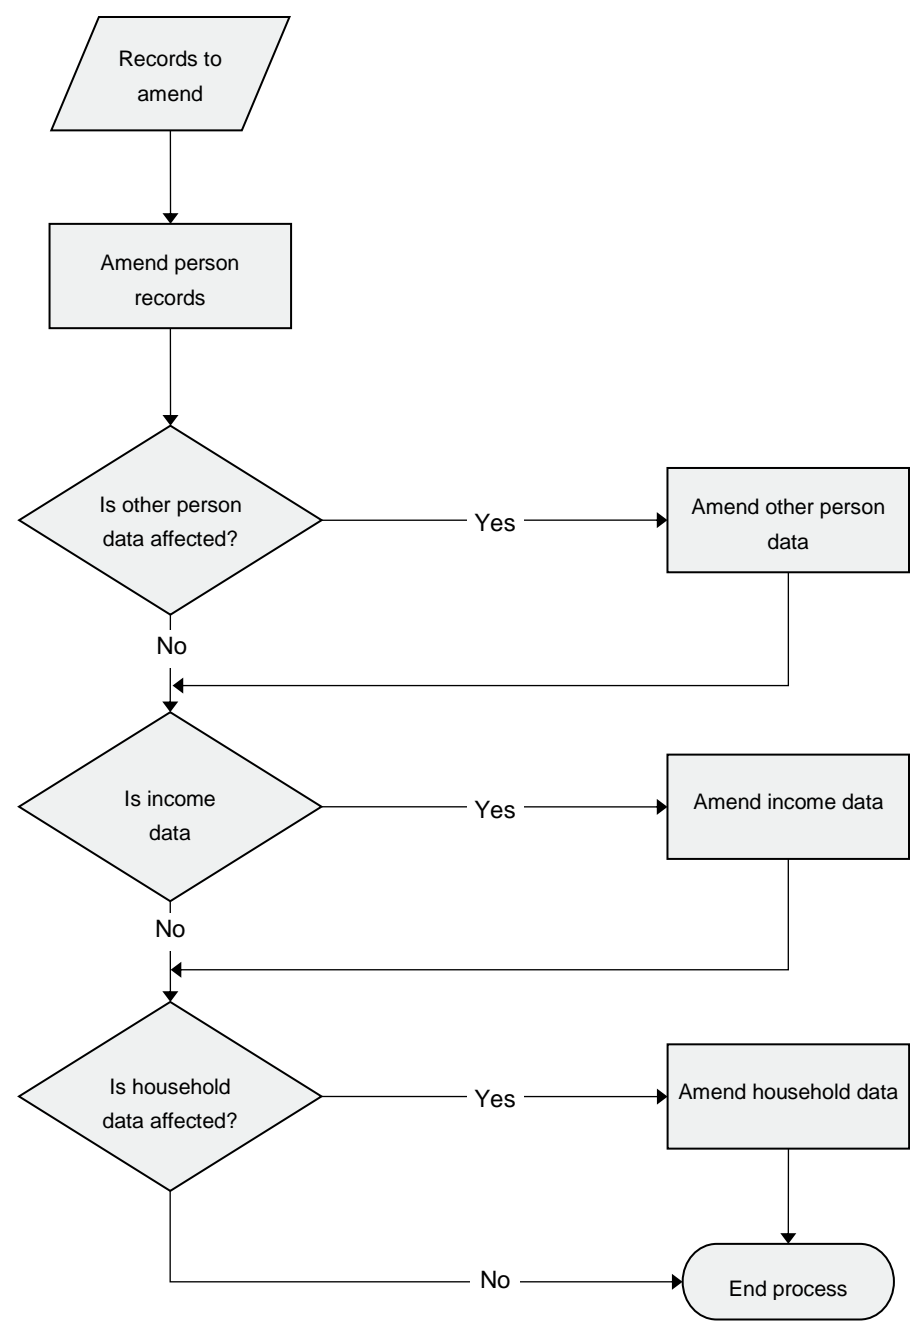 Records to
amend
Amend person
records
Is other person
data affected?
Yes
Amend other person
data
No
Is income
data
Yes
Amend income data
No
Is household
data affected?
Yes
Amend household data
No
End process